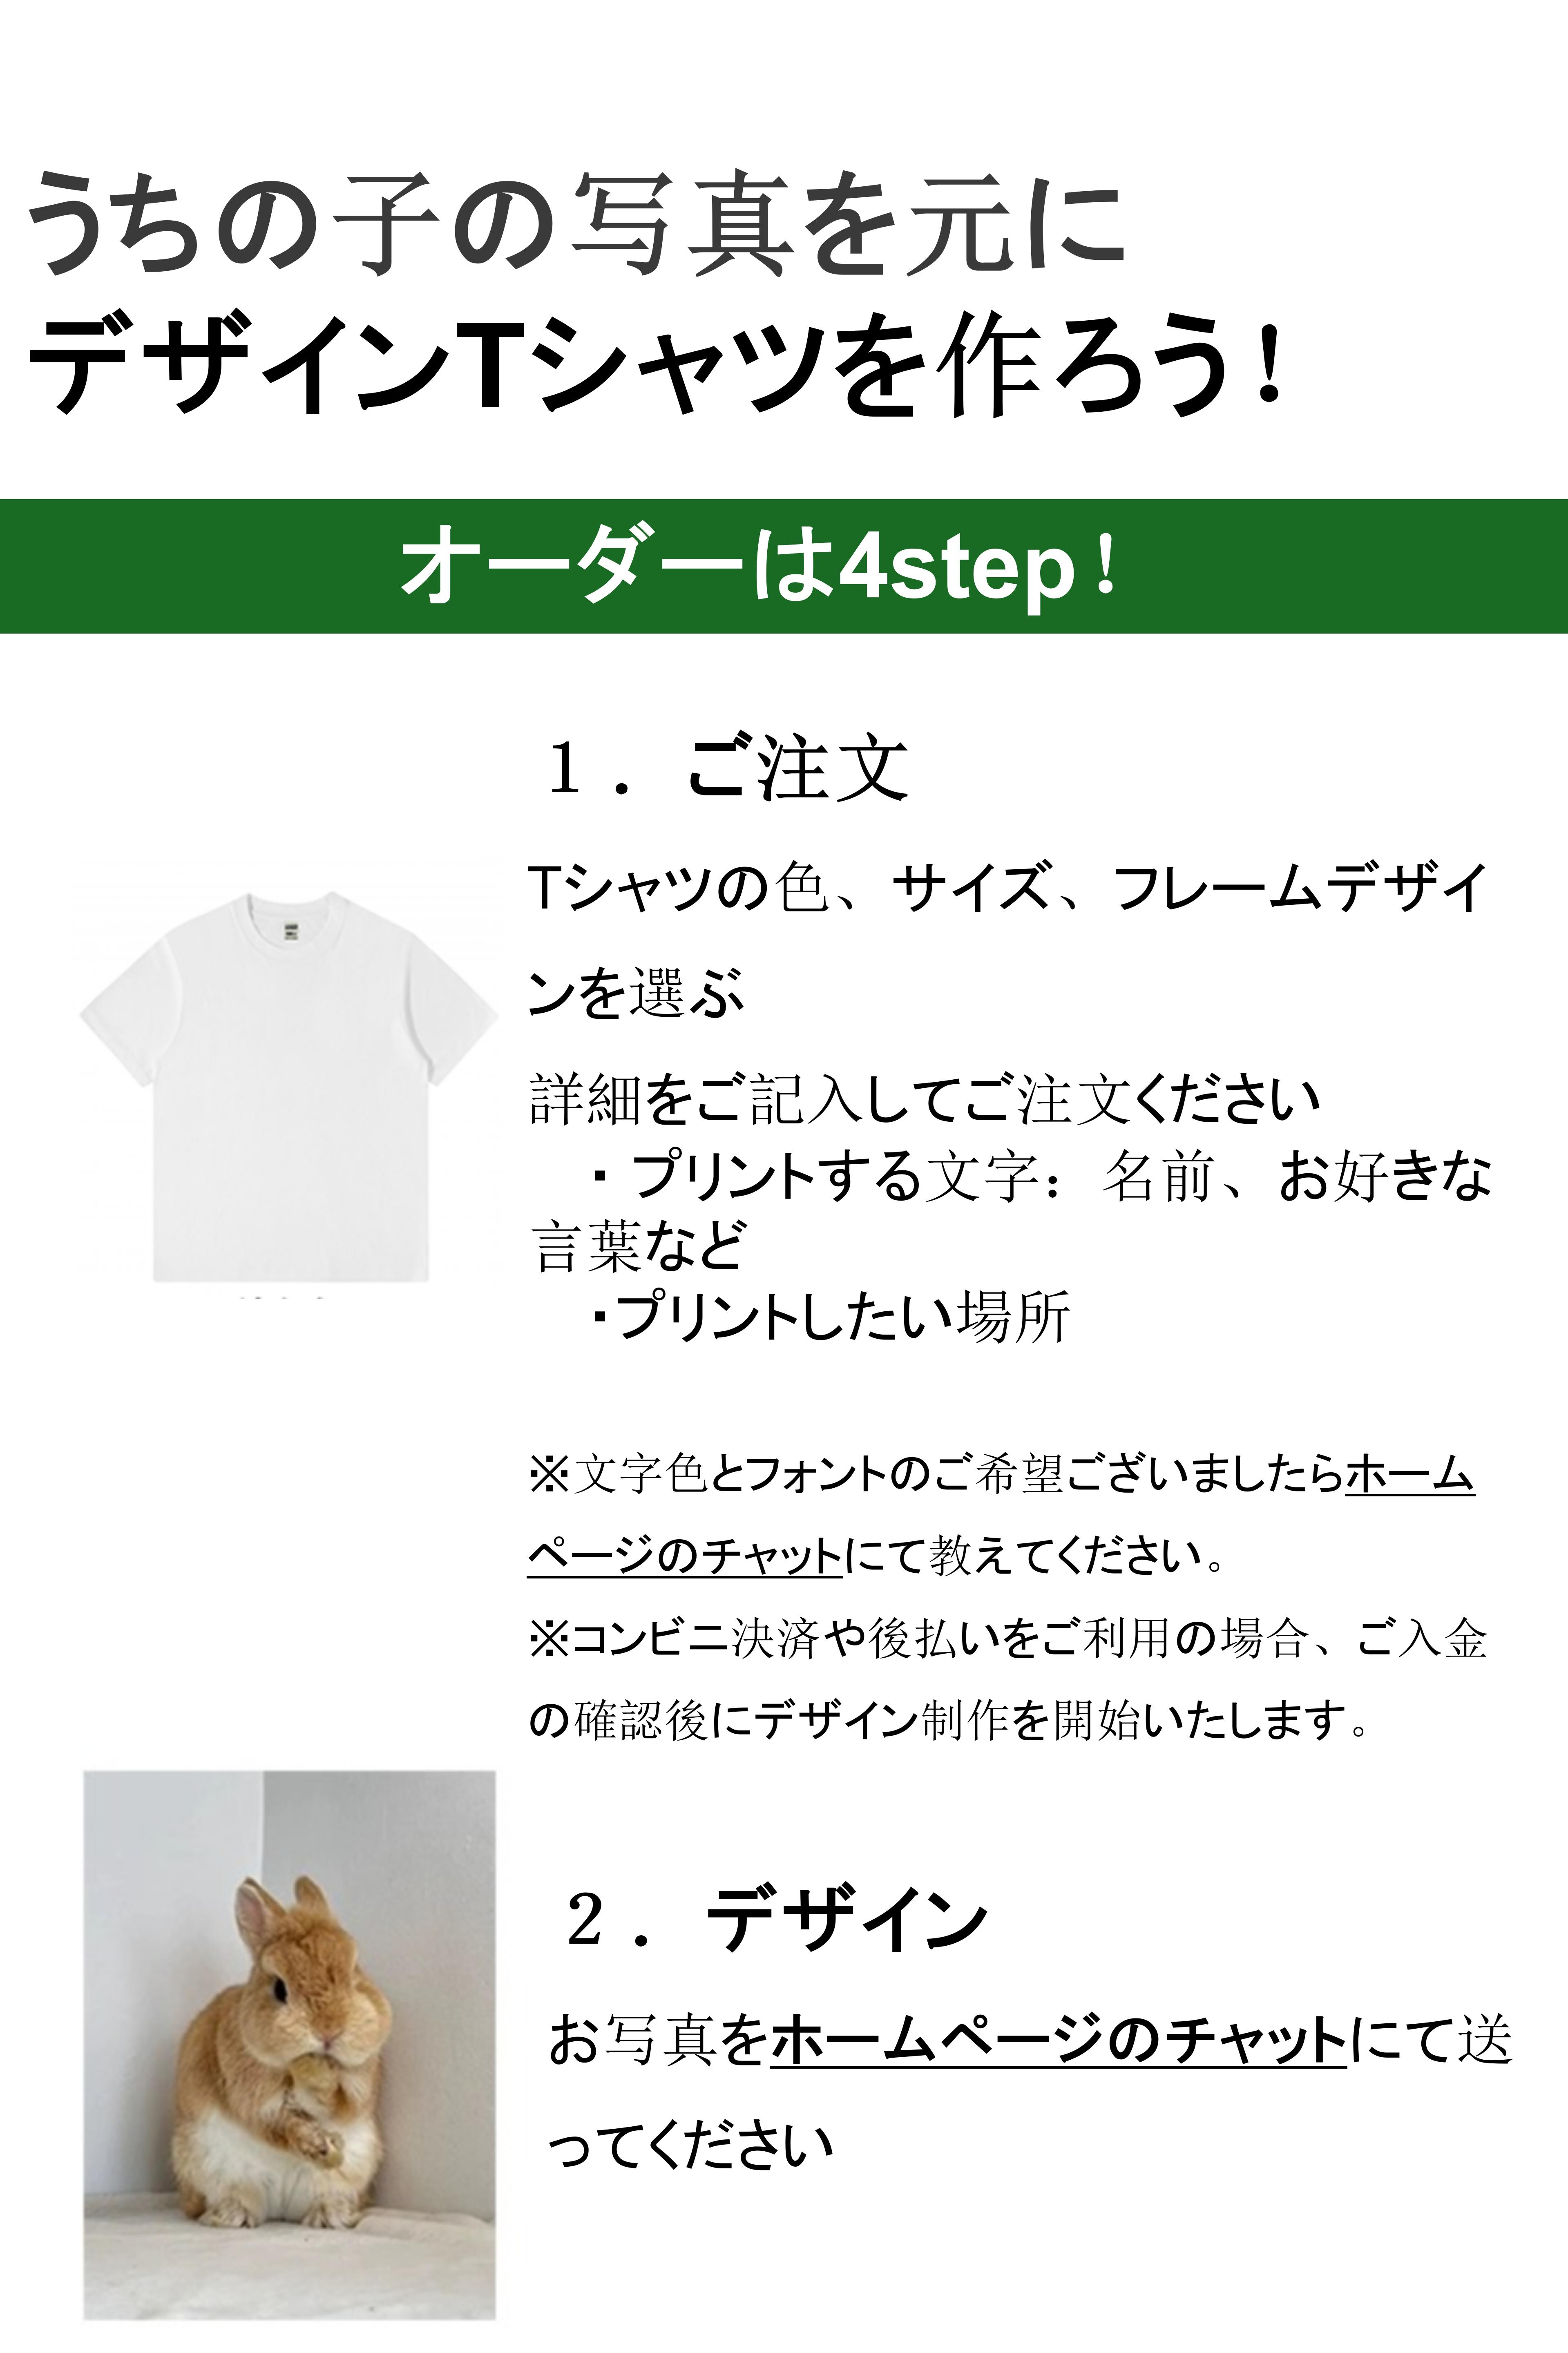 うちの子の写真を元に
デザインTシャツを作ろう！
オーダーは4step！
１．ご注文
Tシャツの色、サイズ、フレームデザイ
ンを選ぶ
詳細をご記入してご注文ください
・プリントする文字：名前、お好きな
言葉など
・プリントしたい場所
※文字色とフォントのご希望ございましたらホーム
ページのチャットにて教えてください。
※コンビニ決済や後払いをご利用の場合、ご入金
の確認後にデザイン制作を開始いたします。
２．デザイン
お写真をホームページのチャットにて送
ってください